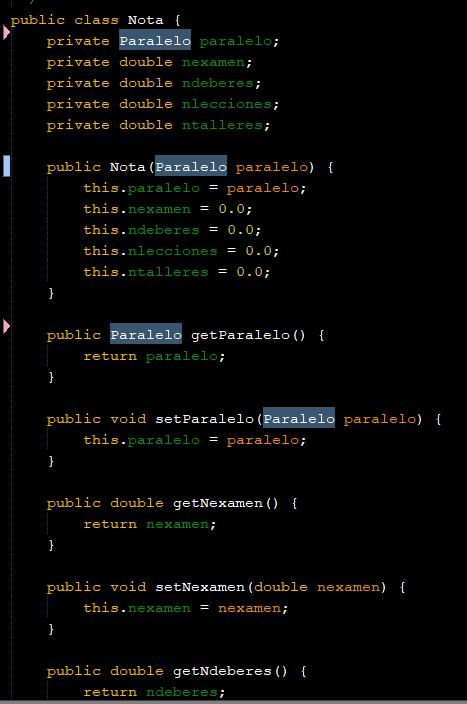 public class Nota {
private Paralelo paralelo;
private double nexamen;
private double ndeberes;
private double nlecciones;
private double ntalleres;
public Nota(Paralelo paralelo) {
this.paralelo = paralelo;
this.nexamen = 0.0;
this.ndeberes = 0.0;
this.nlecciones = 0.0;
this.ntalleres = 0.0;
}
public Paralelo getParalelo() {
return paralelo;
}
public void setParalelo(Paralelo paralelo) {
this.paralelo = paralelo;
}
public double getNexamen() {
return nexamen;
}
public void setNexamen(double nexamen) {
this.nexamen = nexamen;
}
public double getNdeberes() {
return ndeberes;